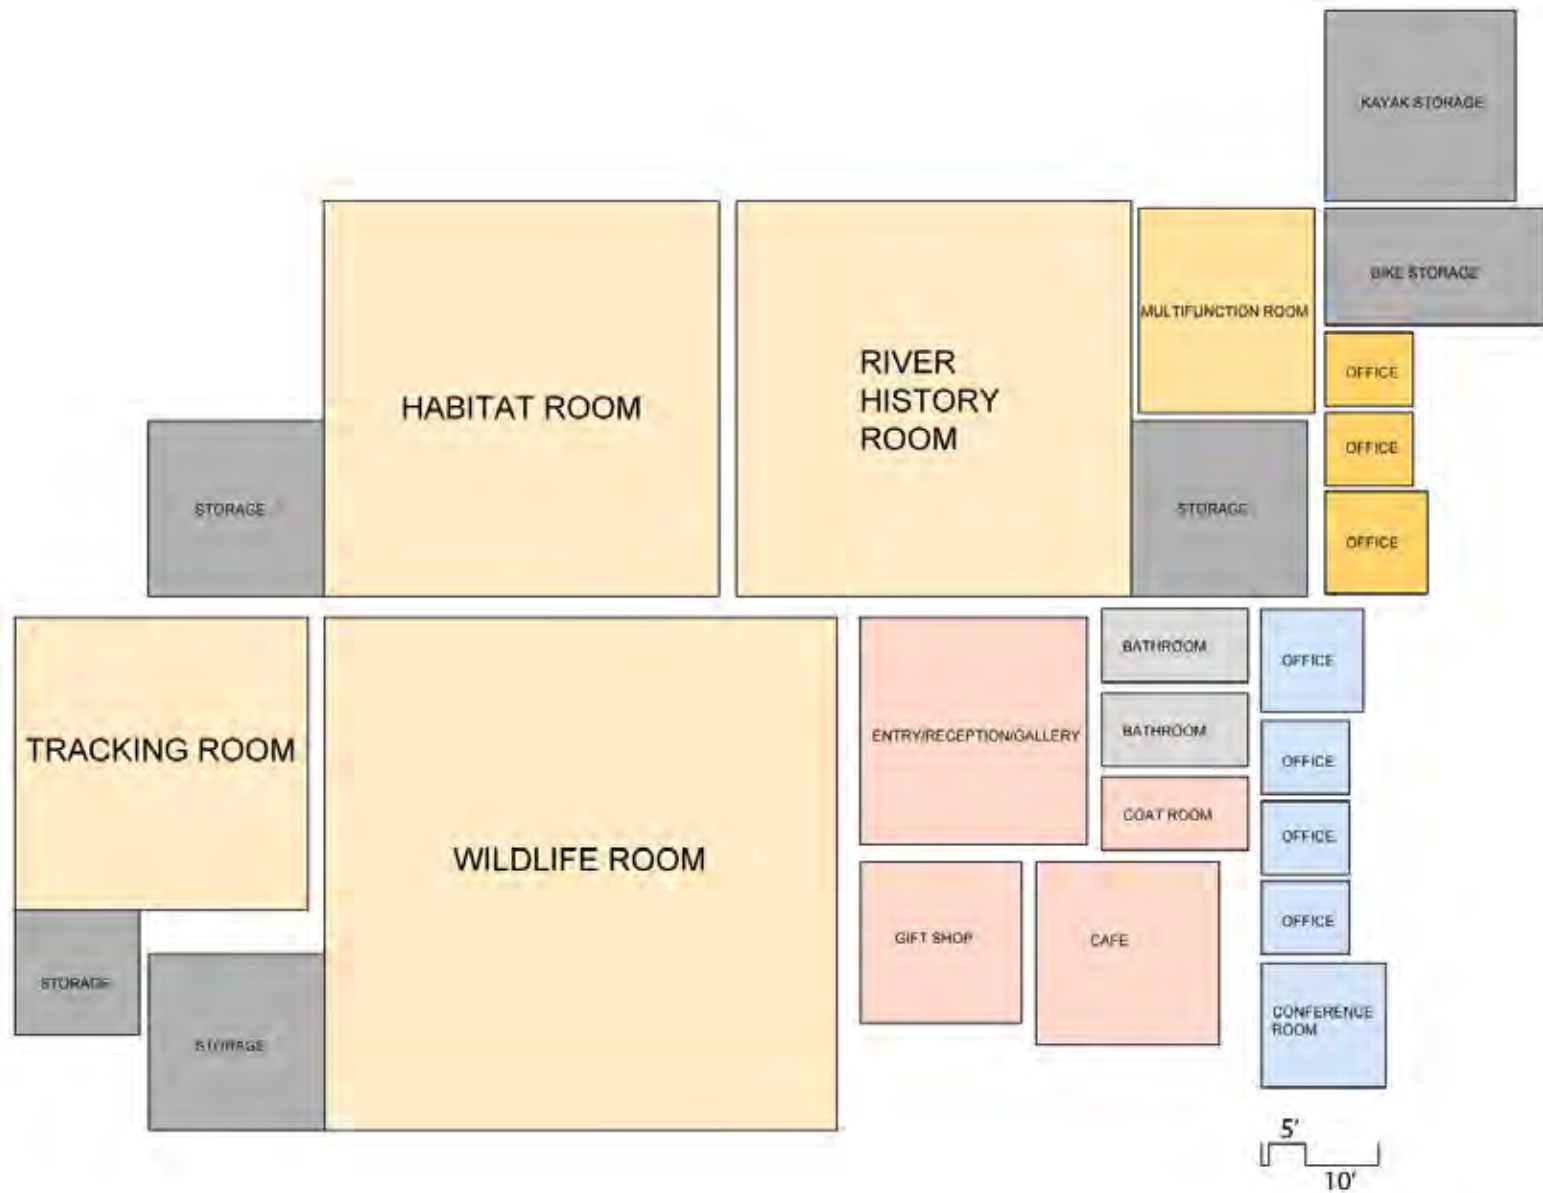 KAYAK STORAGE
BIKE STORAGE
MULTIFUNCTION ROOM
OFFICE
RIVER
HISTORY
ROOM
HABITAT ROOM
OFFICE
STORAGE
STORAGE
OFFICE
BATHROOM
OFFICE
TRACKING ROOM
ENTRY/RECEPTION/GALLERY
BATHROOM
OFFICE
COAT ROOM
OFFICE
WILDLIFE ROOM
OFFICE
GIFT SHOP
CAFE
STORAGE
CONFERENCE
ROOM
STORAGE
5'
10'